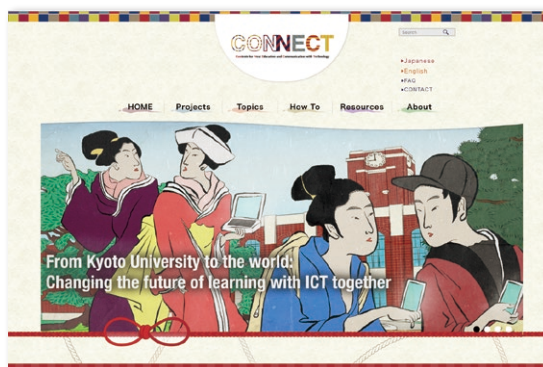 CONNECT
Search
Japanese
English
FAQ
CONTACT
HOME Projects Topics How To Resources About
From Kyoto University to the world:
Changing the future of learning with ICT together